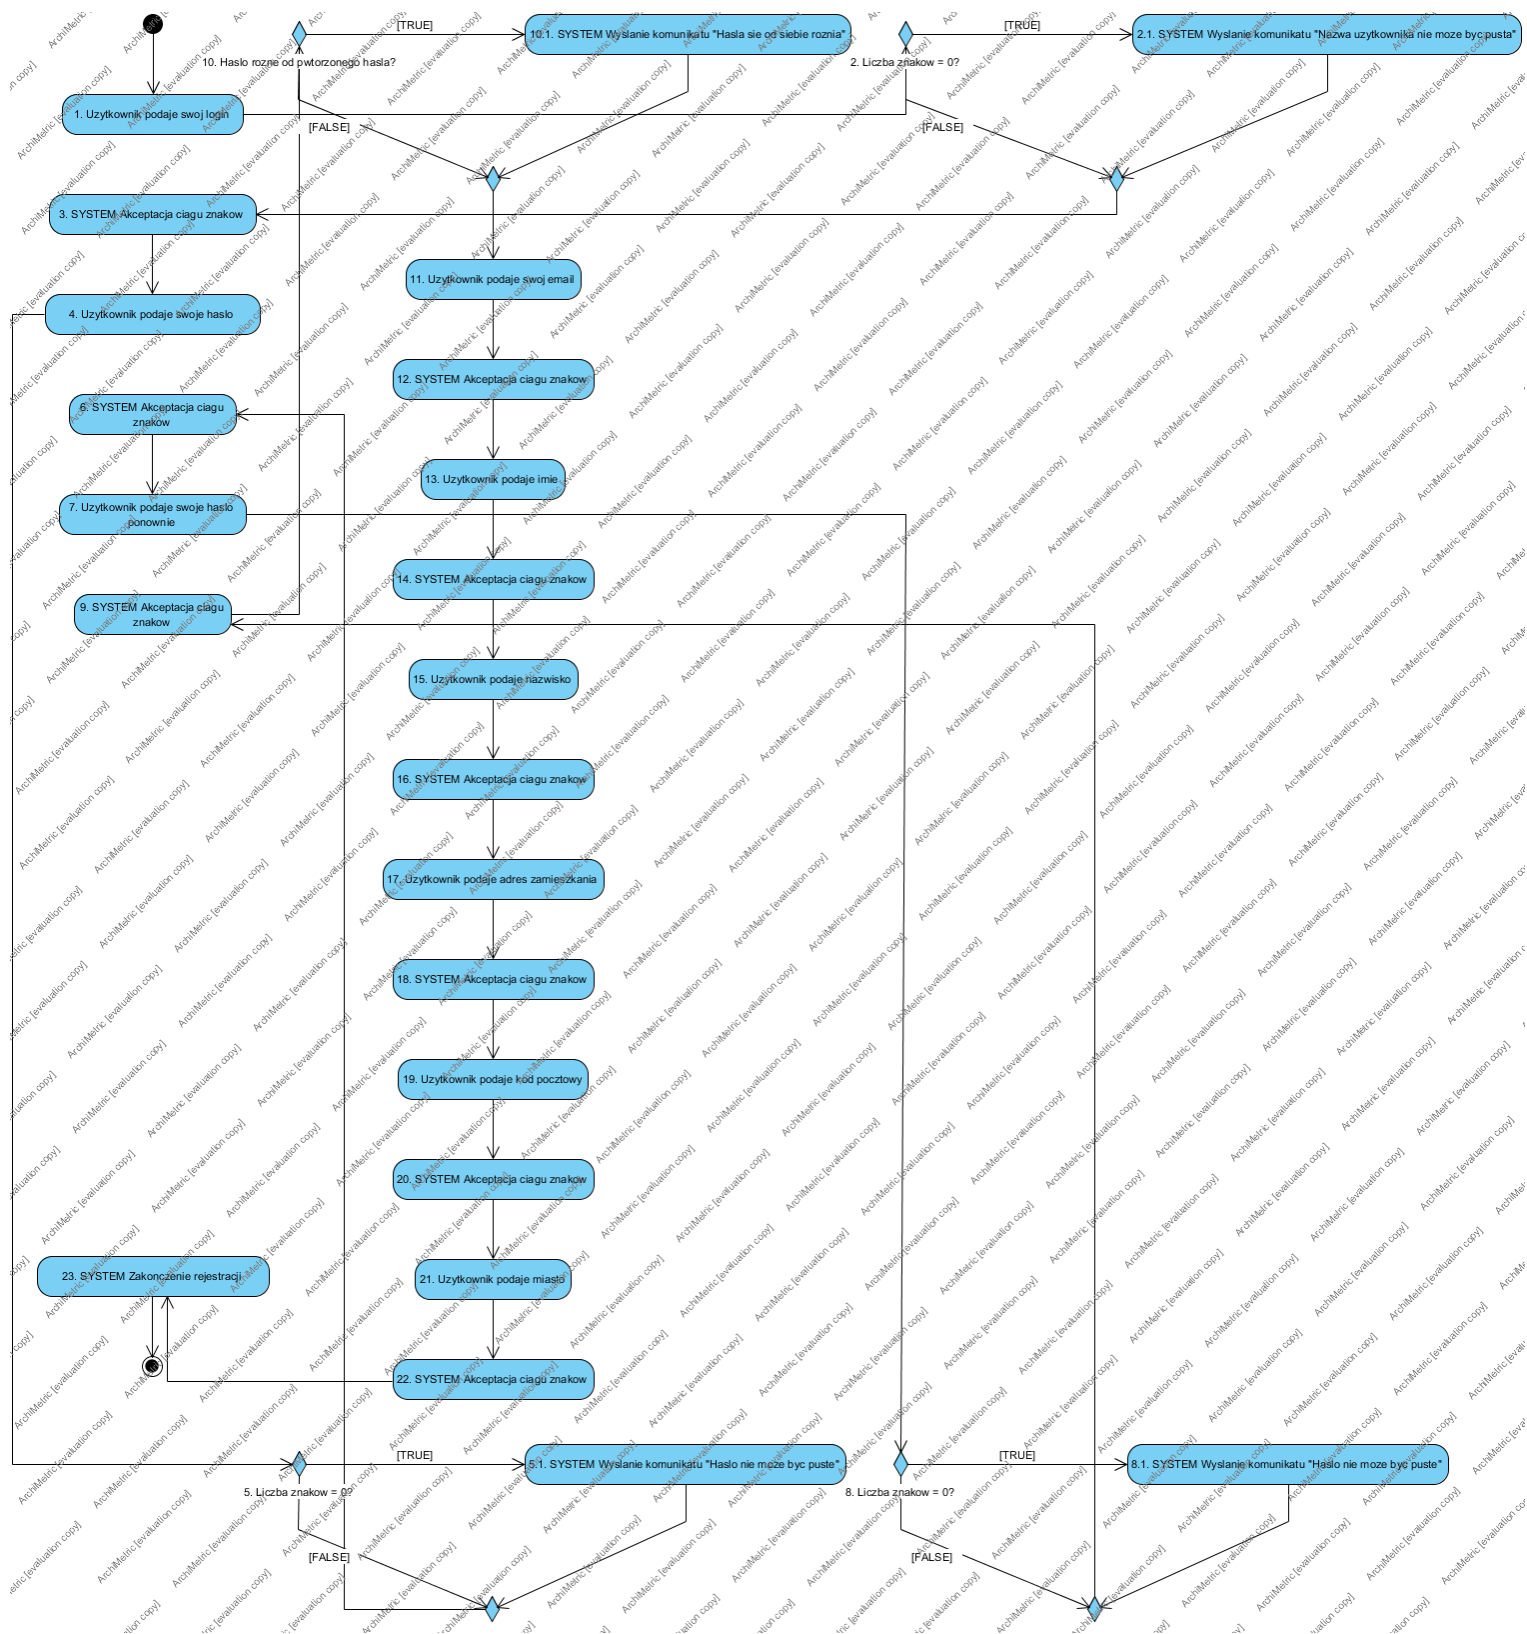 [TRUE]
10.1. SYSTEM Wyslanie komunikatu "Hasla sie od siebie roznia"
[TRUE]
2.1. SYSTEM Wyslanie komunikatu "Nazwa uzytkownika nie moze byc pusta"
10. Haslo rozne od pwtorzonego hasla?
2. Liczba znakow = 0?
1. Uzytkownik podaje swoj login
[FALSE]
[FALSE]
3. SYSTEM Akceptacja ciagu znakow
11. Uzytkownik podaje swoj email
4. Uzytkownik podaje swoje haslo
12. SYSTEM Akceptacja ciagu znakow
6. SYSTEM Akceptacja ciagu
znakow
13. Uzytkownik podaje imie
7. Uzytkownik podaje swoje haslo
ponownie
14. SYSTEM Akceptacja ciagu znakow
9. SYSTEM Akceptacja ciagu
znakow
15. Uzytkownik podaje nazwisko
16. SYSTEM Akceptacja ciagu znakow
17. Uzytkownik podaje adres zamieszkania
18. SYSTEM Akceptacja ciagu znakow
19. Uzytkownik podaje kod pocztowy
20. SYSTEM Akceptacja ciagu znakow
23. SYSTEM Zakonczenie rejestracji
21. Uzytkownik podaje miasto
22. SYSTEM Akceptacja ciagu znakow
[TRUE]
5.1. SYSTEM Wyslanie komunikatu "Haslo nie moze byc puste"
[TRUE]
8.1. SYSTEM Wyslanie komunikatu "Haslo nie moze byc puste"
5. Liczba znakow = 0?
8. Liczba znakow = 0?
[FALSE]
[FALSE]
ArchiMetric [evaluation copy]